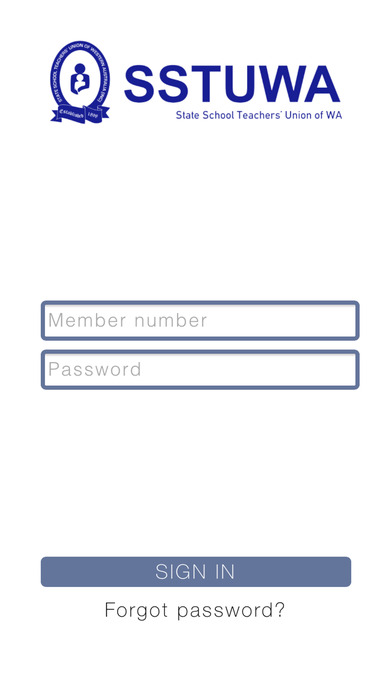 STATE SCHOOL TEACHERS' UNION OF WESTERN AUSTRALIA INC.
Established 1898
SSTUWA
State School Teachers' Union of WA
Member number
Password
SIGN IN
Forgot password?